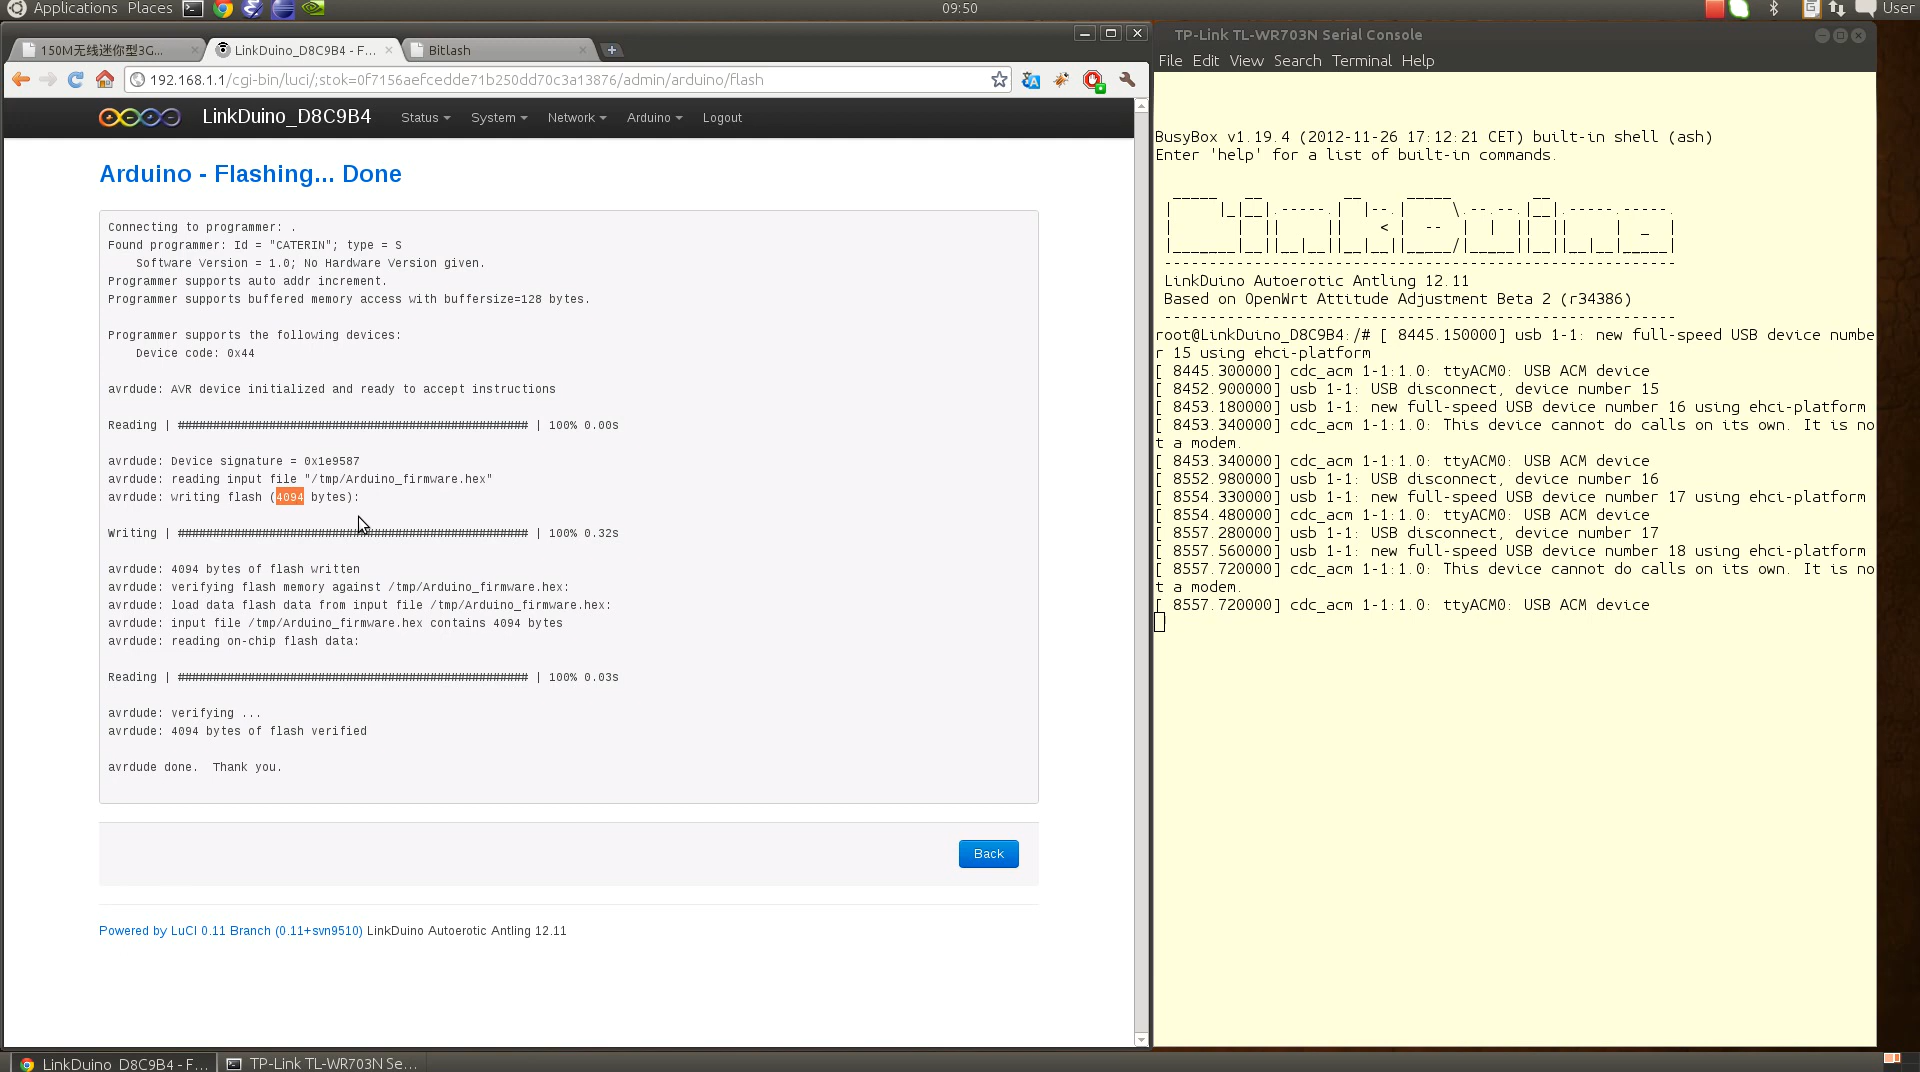 Applications Places
09:50
User
150M无线迷你型3G...
LinkDuino_D8C9B4 - F...
Bitlash
192.168.1.1/cgi-bin/luci/;stok=0f7156aefcedde71b250dd70c3a13876/admin/arduino/flash
LinkDuino_D8C9B4 Status System Network Arduino Logout
Arduino - Flashing... Done
Connecting to programmer: .
Found programmer: Id = "CATERIN"; type = S
Software Version = 1.0; No Hardware Version given.
Programmer supports auto addr increment.
Programmer supports buffered memory access with buffersize=128 bytes.
Programmer supports the following devices:
Device code: 0x44
avrdude: AVR device initialized and ready to accept instructions
Reading | ################################################## | 100% 0.00s
avrdude: Device signature = 0x1e9587
avrdude: reading input file "/tmp/Arduino_firmware.hex"
avrdude: writing flash (4094 bytes):
Writing | ################################################## | 100% 0.32s
avrdude: 4094 bytes of flash written
avrdude: verifying flash memory against /tmp/Arduino_firmware.hex:
avrdude: load data flash data from input file /tmp/Arduino_firmware.hex:
avrdude: input file /tmp/Arduino_firmware.hex contains 4094 bytes
avrdude: reading on-chip flash data:
Reading | ################################################## | 100% 0.03s
avrdude: verifying ...
avrdude: 4094 bytes of flash verified
avrdude done.  Thank you.
Back
Powered by LuCI 0.11 Branch (0.11+svn9510) LinkDuino Autoerotic Antling 12.11
TP-Link TL-WR703N Serial Console
File Edit View Search Terminal Help
BusyBox v1.19.4 (2012-11-26 17:12:21 CET) built-in shell (ash)
Enter 'help' for a list of built-in commands.
LinkDuino Autoerotic Antling 12.11
Based on OpenWrt Attitude Adjustment Beta 2 (r34386)
root@LinkDuino_D8C9B4:/# [ 8445.150000] usb 1-1: new full-speed USB device numbe
r 15 using ehci-platform
[ 8445.300000] cdc_acm 1-1:1.0: ttyACM0: USB ACM device
[ 8452.900000] usb 1-1: USB disconnect, device number 15
[ 8453.180000] usb 1-1: new full-speed USB device number 16 using ehci-platform
[ 8453.340000] cdc_acm 1-1:1.0: This device cannot do calls on its own. It is no
t a modem.
[ 8453.340000] cdc_acm 1-1:1.0: ttyACM0: USB ACM device
[ 8552.980000] usb 1-1: USB disconnect, device number 16
[ 8554.330000] usb 1-1: new full-speed USB device number 17 using ehci-platform
[ 8554.480000] cdc_acm 1-1:1.0: ttyACM0: USB ACM device
[ 8557.280000] usb 1-1: USB disconnect, device number 17
[ 8557.560000] usb 1-1: new full-speed USB device number 18 using ehci-platform
[ 8557.720000] cdc_acm 1-1:1.0: This device cannot do calls on its own. It is no
t a modem.
[ 8557.720000] cdc_acm 1-1:1.0: ttyACM0: USB ACM device
LinkDuino_D8C9B4 - F...
TP-Link TL-WR703N Se...